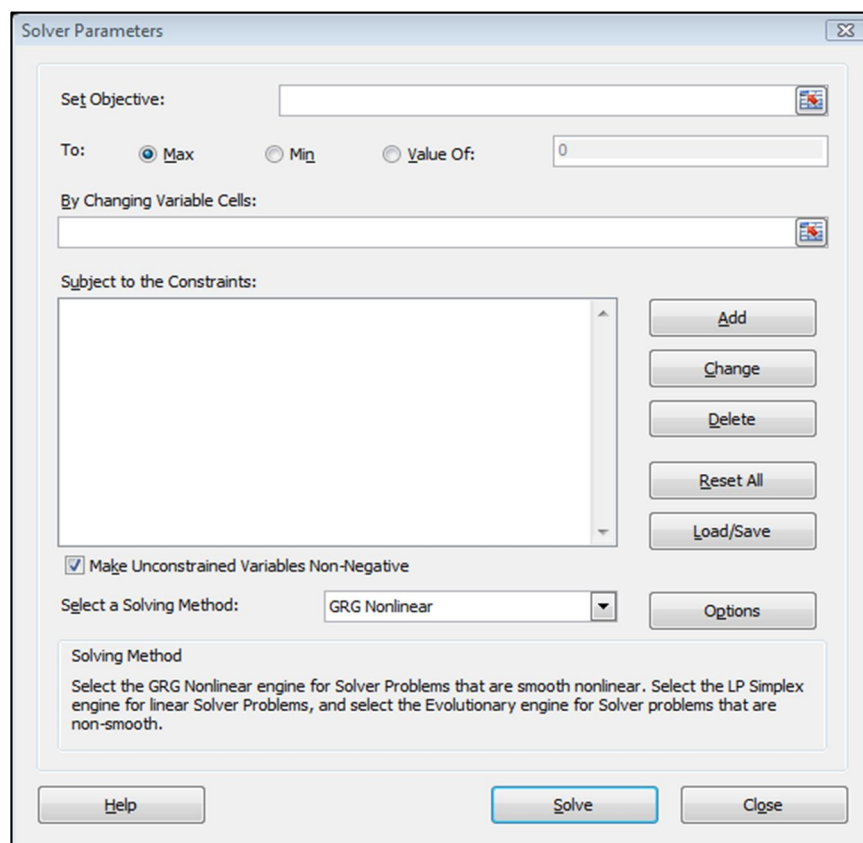 Solver Parameters
Set Objective:
To: Max Min Value Of: 0
By Changing Variable Cells:
Subject to the Constraints:
Add
Change
Delete
Reset All
Load/Save
Make Unconstrained Variables Non-Negative
Select a Solving Method: GRG Nonlinear Options
Solving Method
Select the GRG Nonlinear engine for Solver Problems that are smooth nonlinear. Select the LP Simplex
engine for linear Solver Problems, and select the Evolutionary engine for Solver problems that are
non-smooth.
Help Solve Close